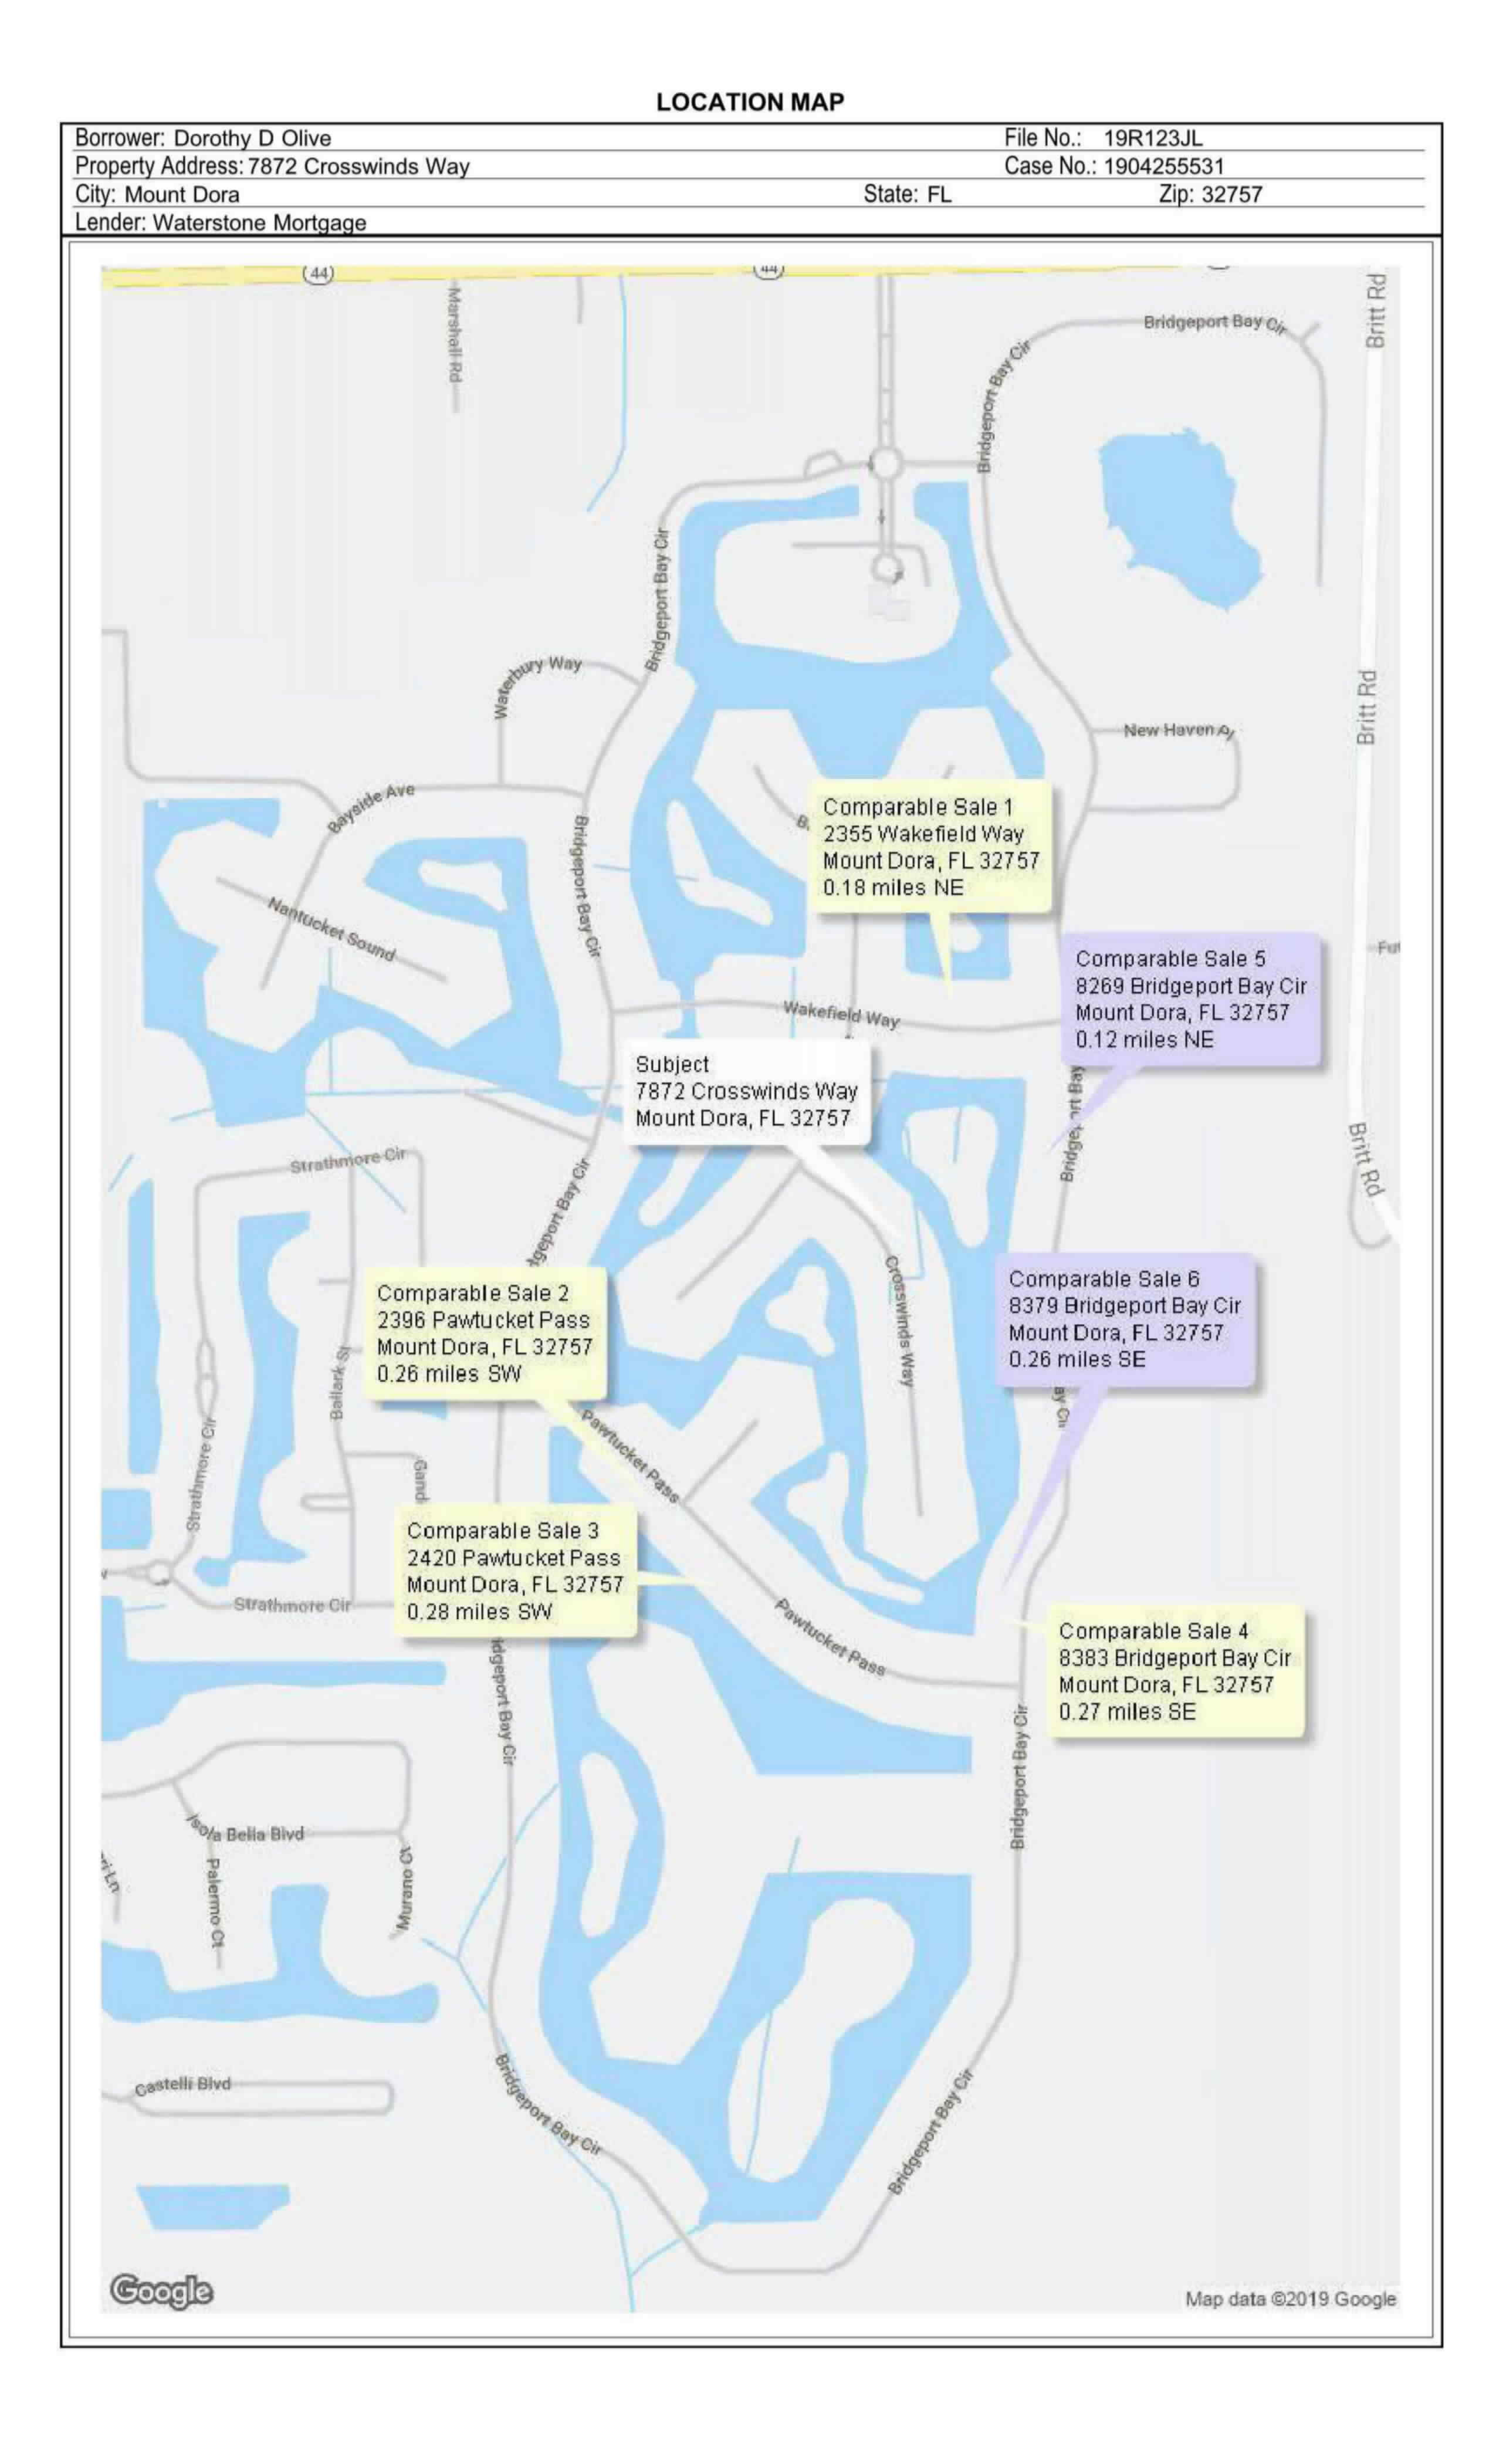 LOCATION MAP
Borrower: Dorothy D Olive File No.: 19R123JL
Property Address: 7872 Crosswinds Way Case No.: 1904255531
City: Mount Dora State: FL Zip: 32757
Lender: Waterstone Mortgage
44
44
Marshall Rd
Bridgeport Bay Cir
Britt Rd
Bridgeport Bay Cir
Bridgeport Bay Cir
Waterbury Way
Britt Rd
New Haven
Bayside Ave
Comparable Sale 1
2355 Wakefield Way
Mount Dora, FL 32757
0.18 miles NE
Bridgeport Bay Cir
Nantucket Sound
Comparable Sale 5
8269 Bridgeport Bay Cir
Mount Dora, FL 32757
0.12 miles NE
Wakefield Way
Subject
7872 Crosswinds Way
Mount Dora, FL 32757
Britt Rd
Strathmore Cir
Bay Cir
Comparable Sale 6
8379 Bridgeport Bay Cir
Mount Dora, FL 32757
0.26 miles SE
Crosswinds Way
Comparable Sale 2
2396 Pawtucket Pass
Mount Dora, FL 32757
0.26 miles SW
Ballark St
Pawtucket Pass
Strathmore Cir
Comparable Sale 3
2420 Pawtucket Pass
Mount Dora, FL 32757
0.28 miles SW
Strathmore Cir
Pawtucket Pass
Comparable Sale 4
8383 Bridgeport Bay Cir
Mount Dora, FL 32757
0.27 miles SE
Bay Cir
Bridgeport Bay Cir
Isola Bella Blvd
Palermo Ct
Murano Ct
Castelli Blvd
Bridgeport Bay Cir
Bridgeport Bay Cir
Google
Map data ©2019 Google